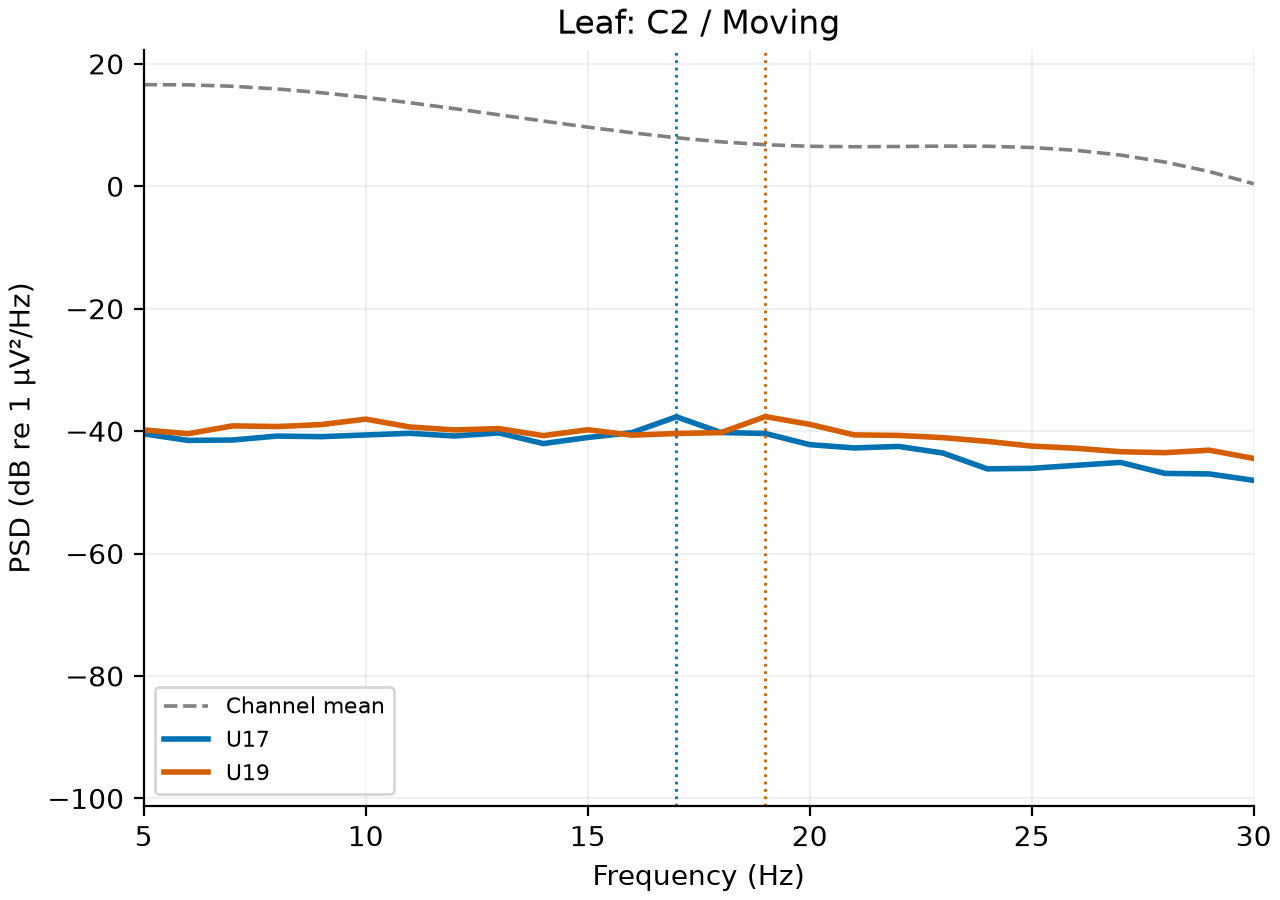 Leaf: C2 / Moving
PSD (dB re 1 µV²/Hz)
20
0
−20
−40
−60
−80
−100
Channel mean
U17
U19
5
10
15
20
25
30
Frequency (Hz)